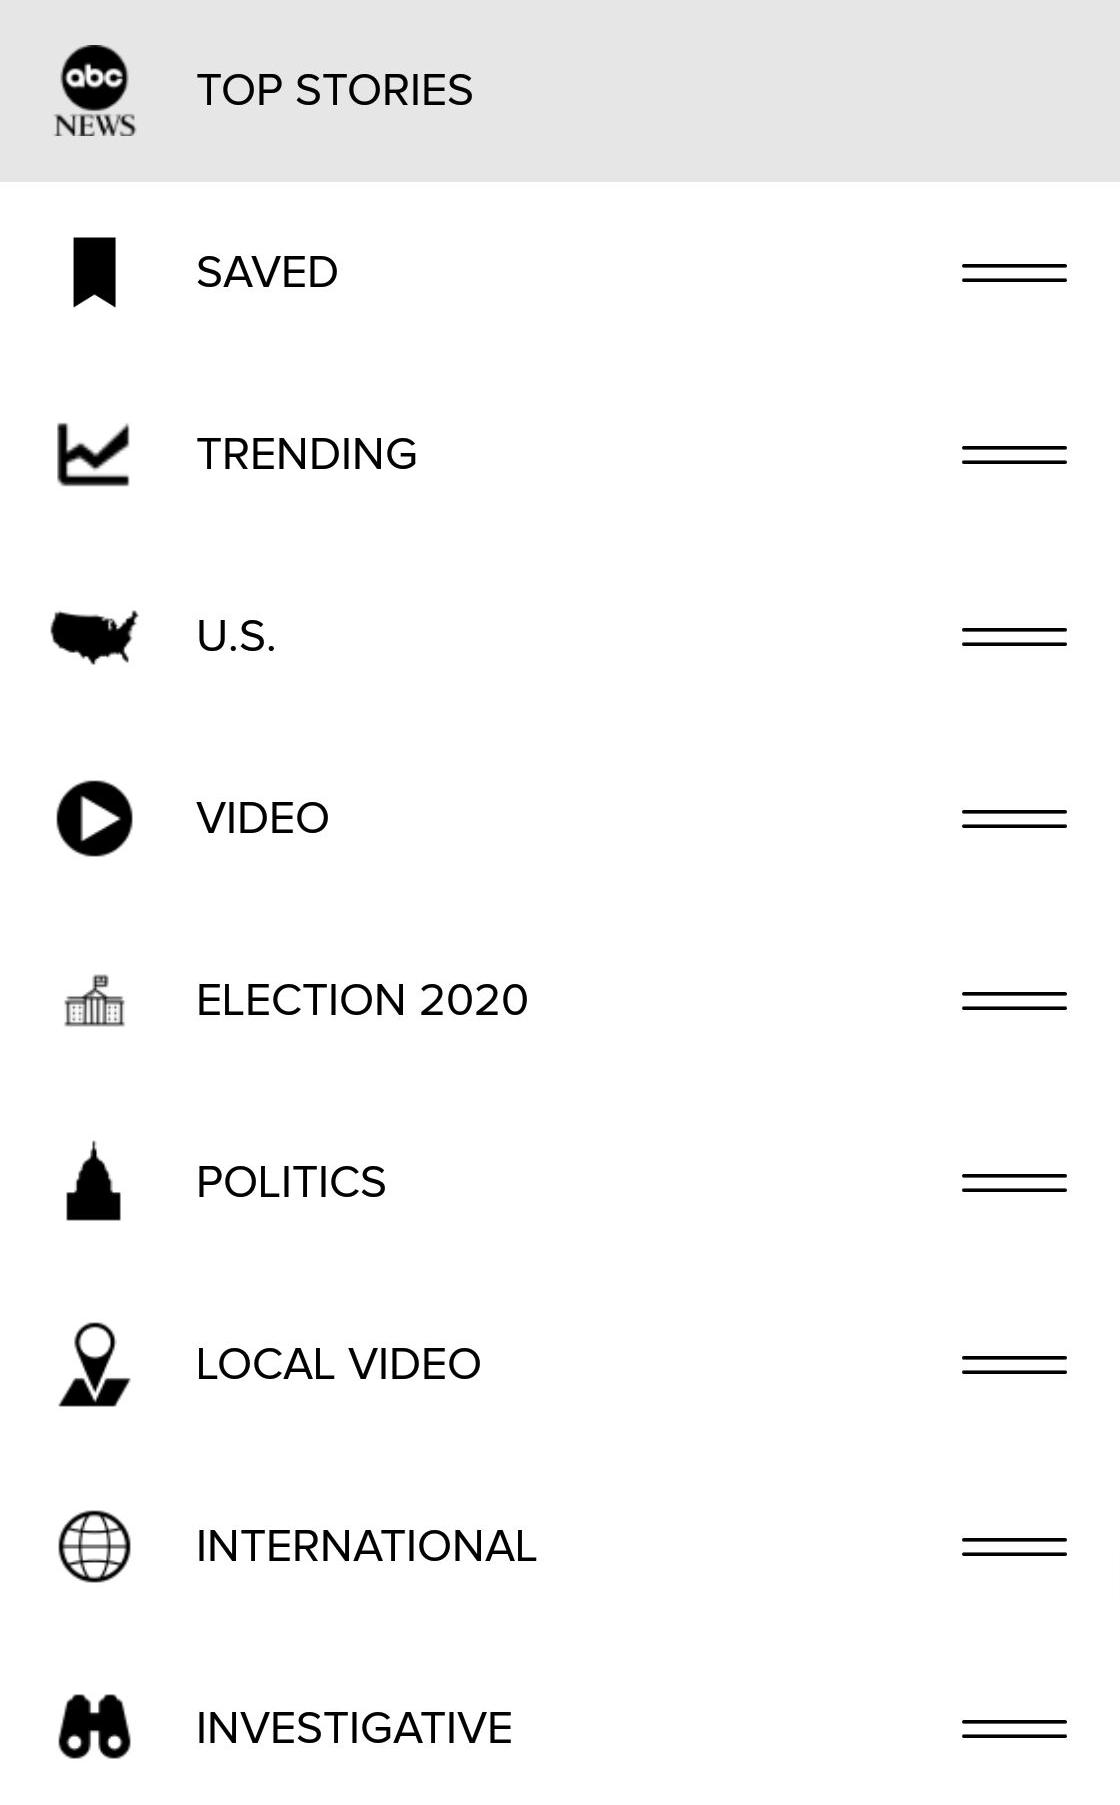 abc
NEWS
TOP STORIES
SAVED
TRENDING
U.S.
VIDEO
ELECTION 2020
POLITICS
LOCAL VIDEO
INTERNATIONAL
INVESTIGATIVE